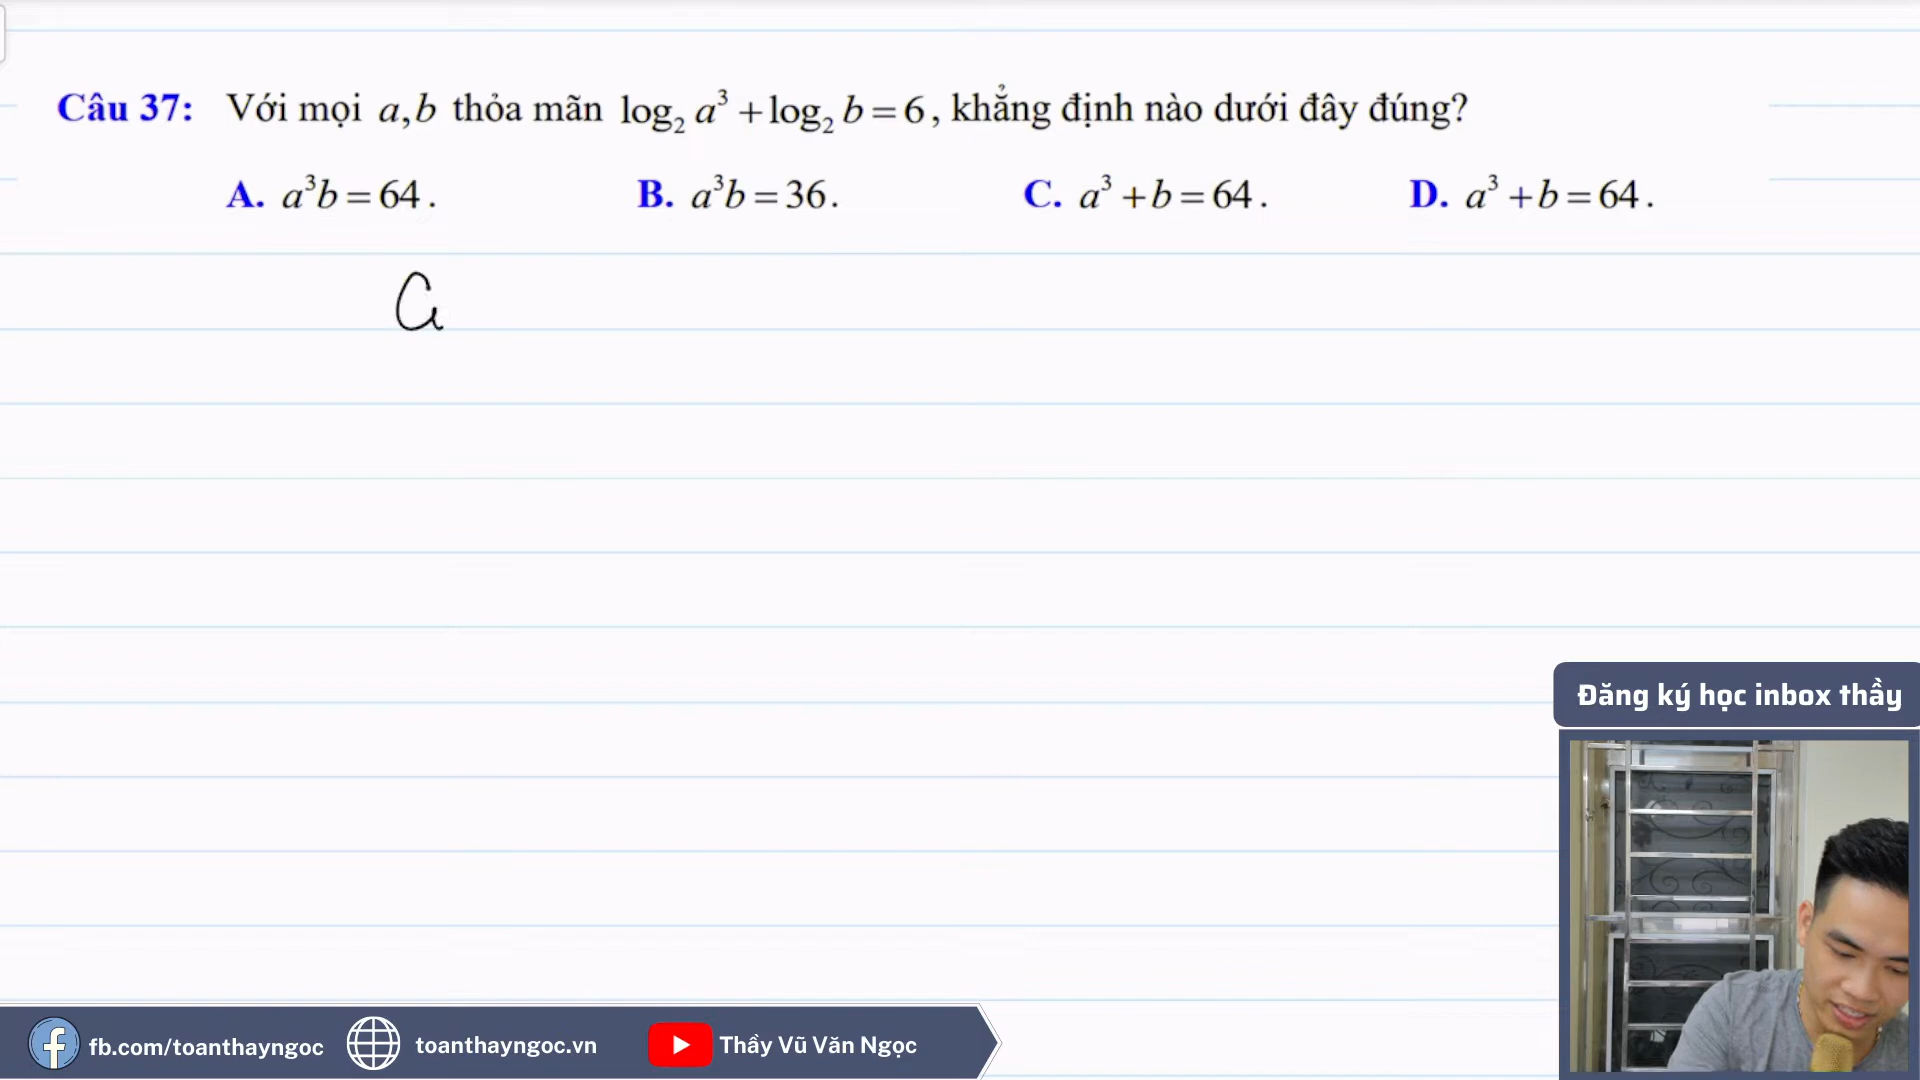 Câu 37: Với mọi a,b thỏa mãn log₂ a³ + log₂ b = 6, khẳng định nào dưới đây đúng?
A. a³b = 64. B. a³b = 36. C. a³ + b = 64. D. a³ + b = 64.
Đăng ký học inbox thầy
fb.com/toanthayngoc toanthayngoc.vn Thầy Vũ Văn Ngọc